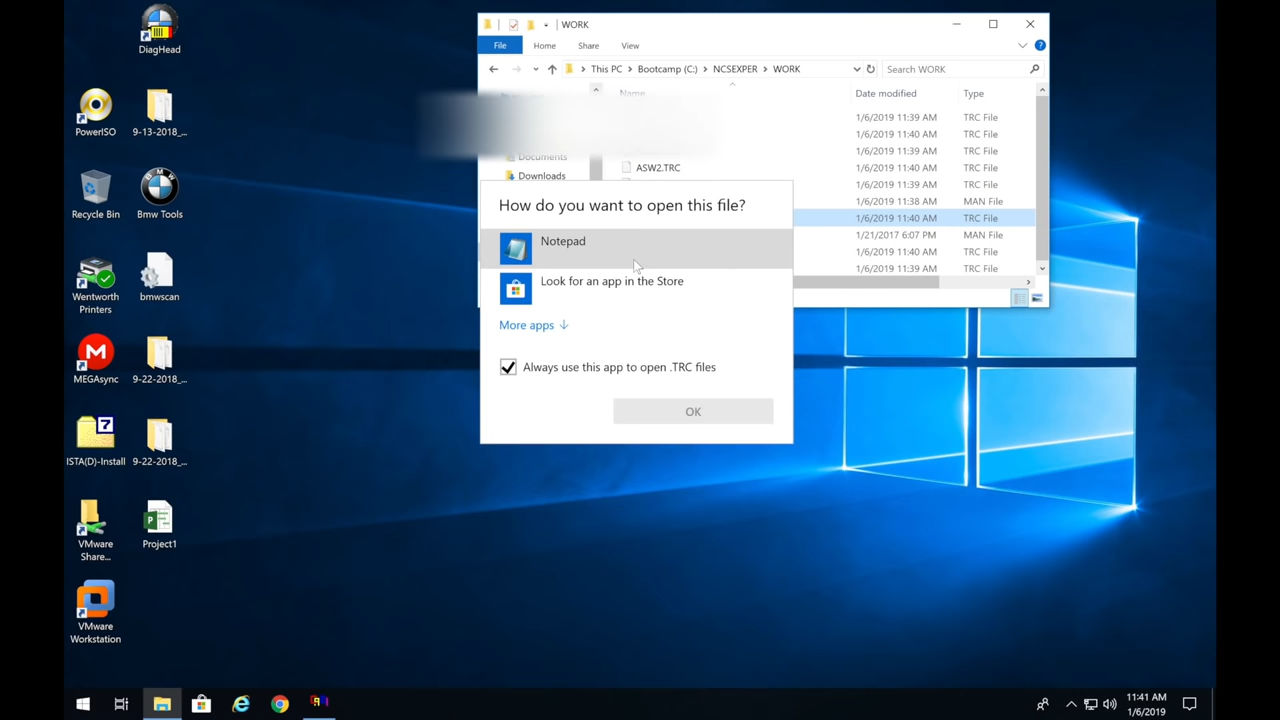 DiagHead
PowerISO
9-13-2018_...
Recycle Bin
Bmw Tools
Wentworth
Printers
bmwscan
MEGAsync
9-22-2018_...
7
ISTA(D)-Install
9-22-2018_...
VMware
Share...
Project1
VMware
Workstation
WORK
File
Home
Share
View
This PC
Bootcamp (C:)
NCSEXPER
WORK
Search WORK
Name
Date modified
Type
1/6/2019 11:39 AM
TRC File
1/6/2019 11:40 AM
TRC File
1/6/2019 11:39 AM
TRC File
Documents
ASW2.TRC
1/6/2019 11:40 AM
TRC File
Downloads
1/6/2019 11:39 AM
TRC File
1/6/2019 11:38 AM
MAN File
1/6/2019 11:40 AM
TRC File
1/21/2017 6:07 PM
MAN File
1/6/2019 11:40 AM
TRC File
1/6/2019 11:39 AM
TRC File
How do you want to open this file?
Notepad
Look for an app in the Store
More apps
Always use this app to open .TRC files
OK
11:41 AM
1/6/2019